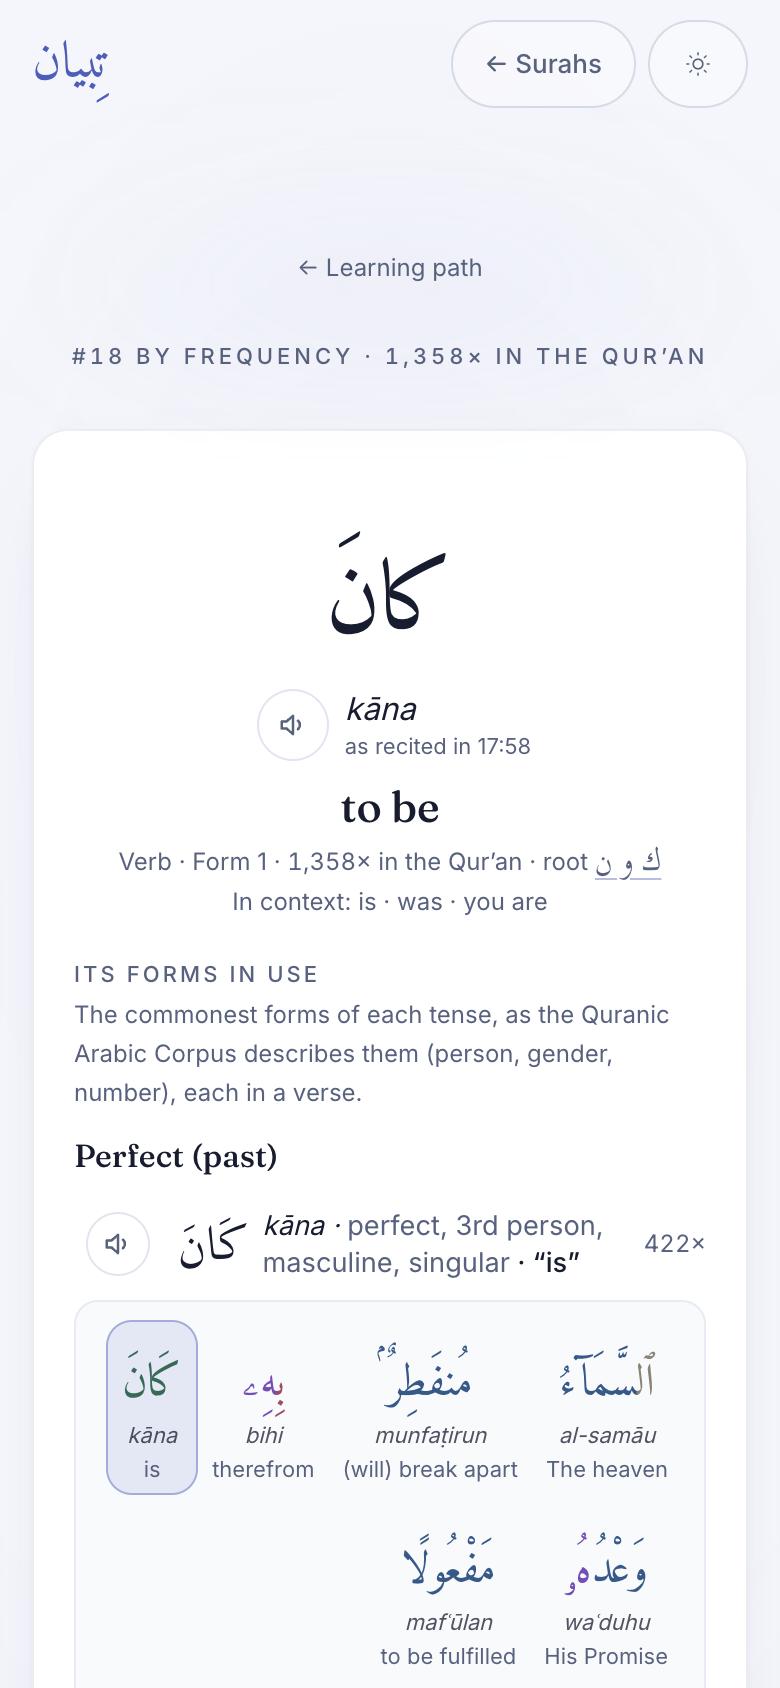 تِبيان
← Surahs
← Learning path
#18 BY FREQUENCY · 1,358× IN THE QUR’AN
كانَ
kāna
as recited in 17:58
to be
Verb · Form 1 · 1,358× in the Qur’an · root ك و ن
In context: is · was · you are
ITS FORMS IN USE
The commonest forms of each tense, as the Quranic
Arabic Corpus describes them (person, gender,
number), each in a verse.
Perfect (past)
كَانَ kāna · perfect, 3rd person,
masculine, singular · “is” 422×
ٱلسَّمَآءُ مُنفَطِرٌۢ بِهِۦ كَانَ
al-samāu munfaṭirun bihi kāna
The heaven (will) break apart therefrom is
وَعْدُهُۥ مَفْعُولًا
waʿduhu mafʿūlan
His Promise to be fulfilled